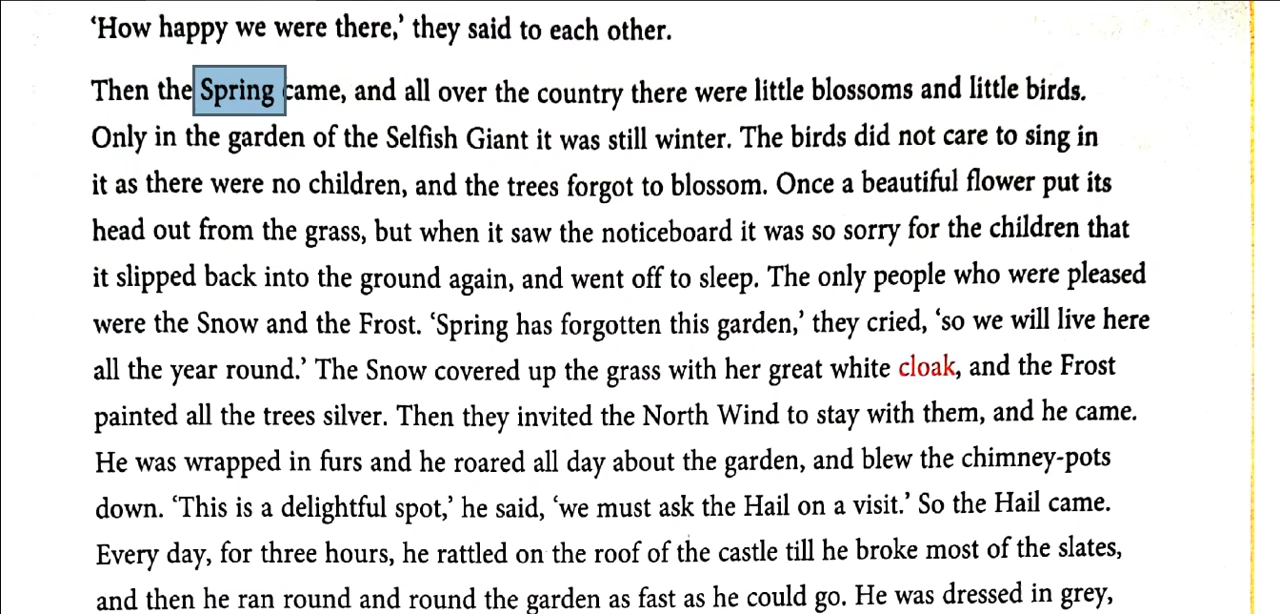 ‘How happy we were there,’ they said to each other.
Then the Spring came, and all over the country there were little blossoms and little birds.
Only in the garden of the Selfish Giant it was still winter. The birds did not care to sing in
it as there were no children, and the trees forgot to blossom. Once a beautiful flower put its
head out from the grass, but when it saw the noticeboard it was so sorry for the children that
it slipped back into the ground again, and went off to sleep. The only people who were pleased
were the Snow and the Frost. ‘Spring has forgotten this garden,’ they cried, ‘so we will live here
all the year round.’ The Snow covered up the grass with her great white cloak, and the Frost
painted all the trees silver. Then they invited the North Wind to stay with them, and he came.
He was wrapped in furs and he roared all day about the garden, and blew the chimney-pots
down. ‘This is a delightful spot,’ he said, ‘we must ask the Hail on a visit.’ So the Hail came.
Every day, for three hours, he rattled on the roof of the castle till he broke most of the slates,
and then he ran round and round the garden as fast as he could go. He was dressed in grey,